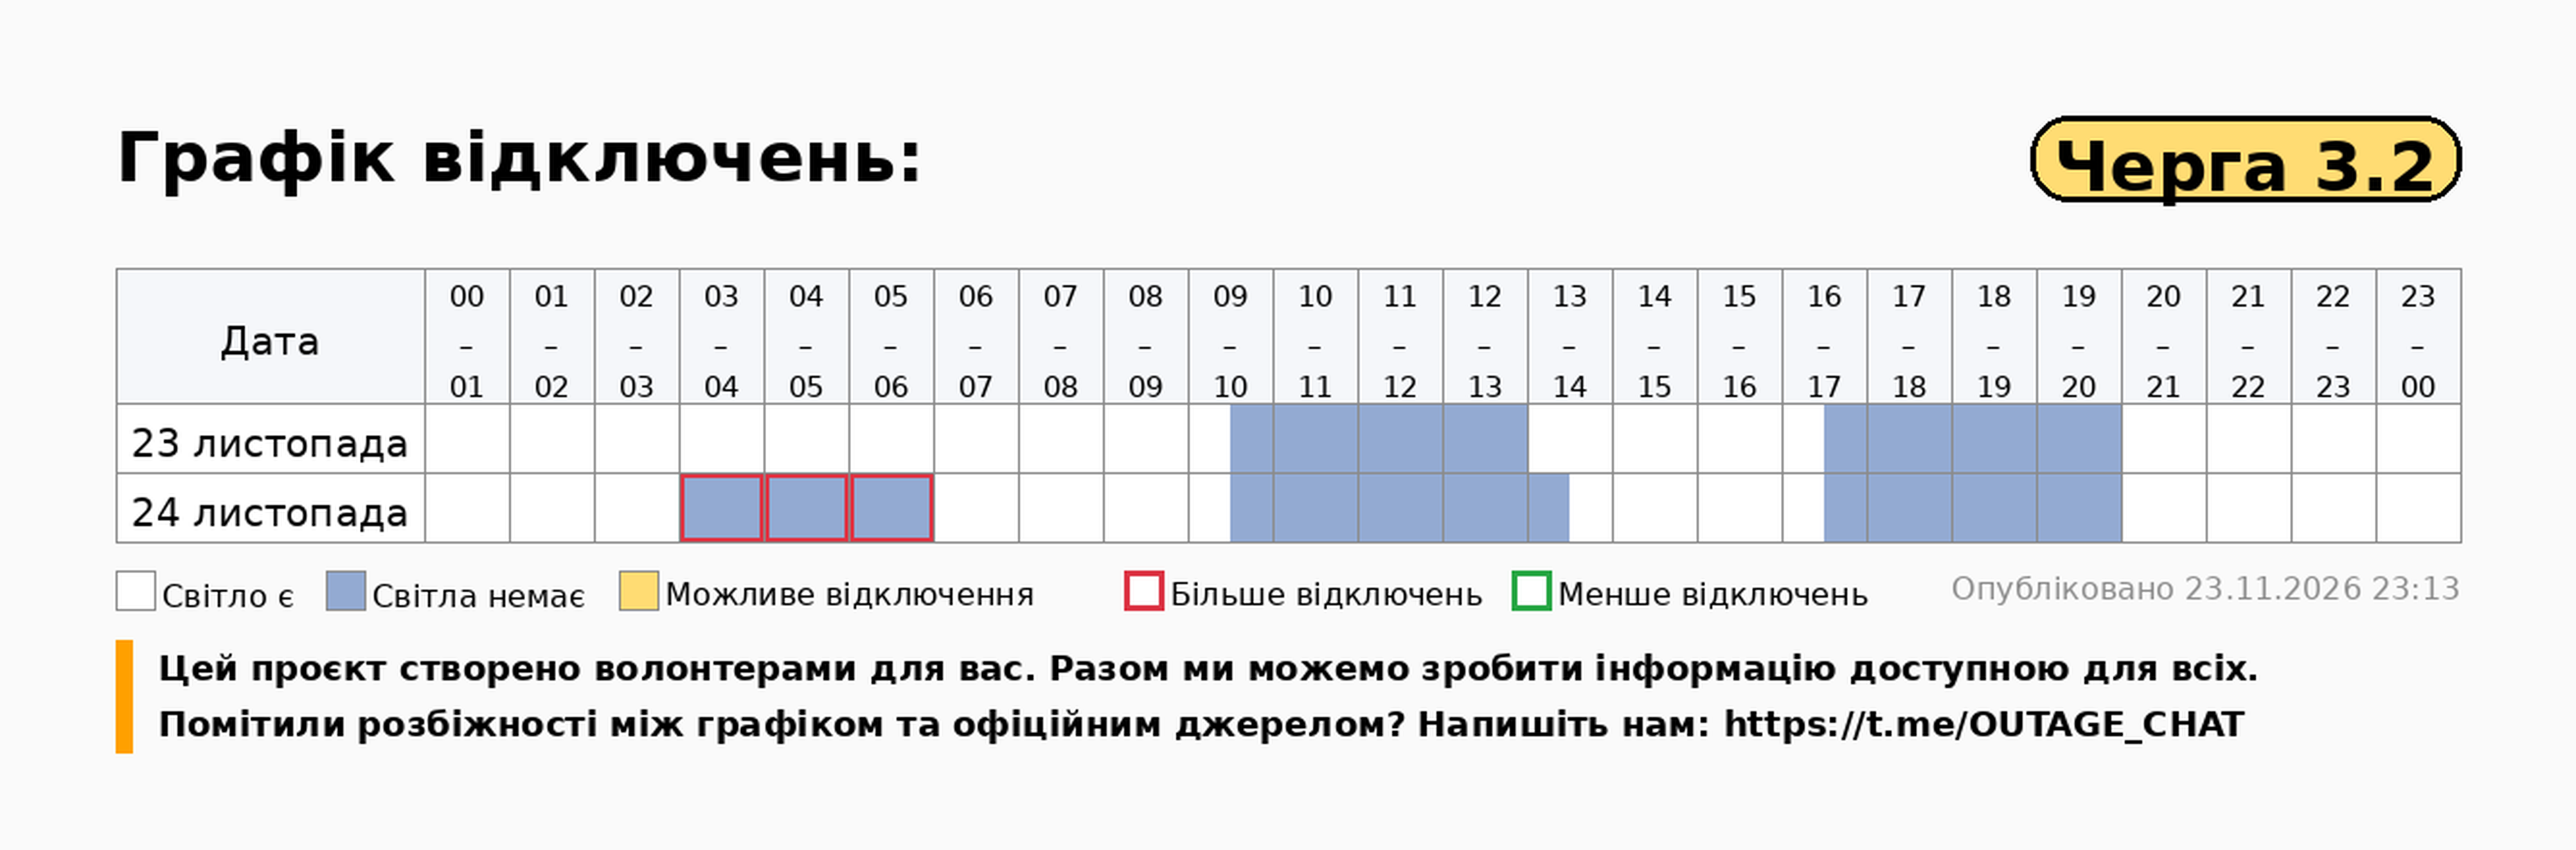 Графік відключень:
Черга 3.2
Дата
00 – 01
01 – 02
02 – 03
03 – 04
04 – 05
05 – 06
06 – 07
07 – 08
08 – 09
09 – 10
10 – 11
11 – 12
12 – 13
13 – 14
14 – 15
15 – 16
16 – 17
17 – 18
18 – 19
19 – 20
20 – 21
21 – 22
22 – 23
23 – 00
23 листопада
24 листопада
Світло є
Світла немає
Можливе відключення
Більше відключень
Менше відключень
Опубліковано 23.11.2026 23:13
Цей проєкт створено волонтерами для вас. Разом ми можемо зробити інформацію доступною для всіх.
Помітили розбіжності між графіком та офіційним джерелом? Напишіть нам: https://t.me/OUTAGE_CHAT